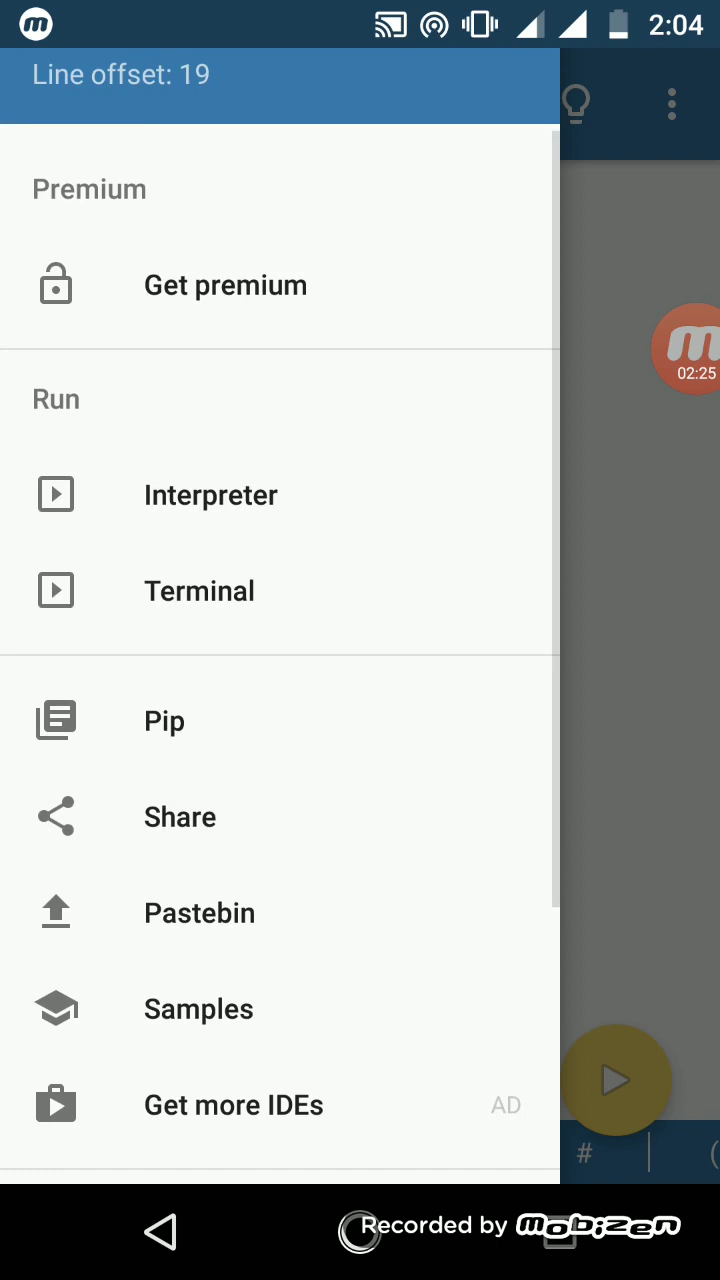 m
2:04
Line offset: 19
Premium
Get premium
m
02:25
Run
Interpreter
Terminal
Pip
Share
Pastebin
Samples
Get more IDEs AD
# (
Recorded by mobizen